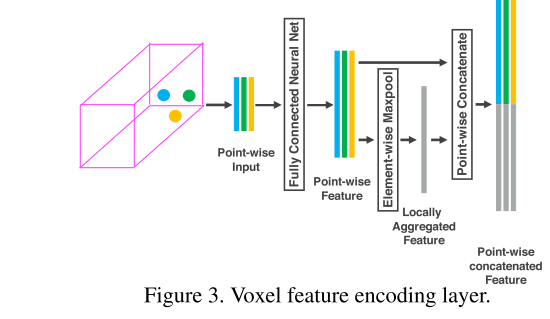 Point-wise
Input
Fully Connected Neural Net
Point-wise
Feature
Element-wise Maxpool
Locally
Aggregated
Feature
Point-wise Concatenate
Point-wise
concatenated
Feature
Figure 3. Voxel feature encoding layer.